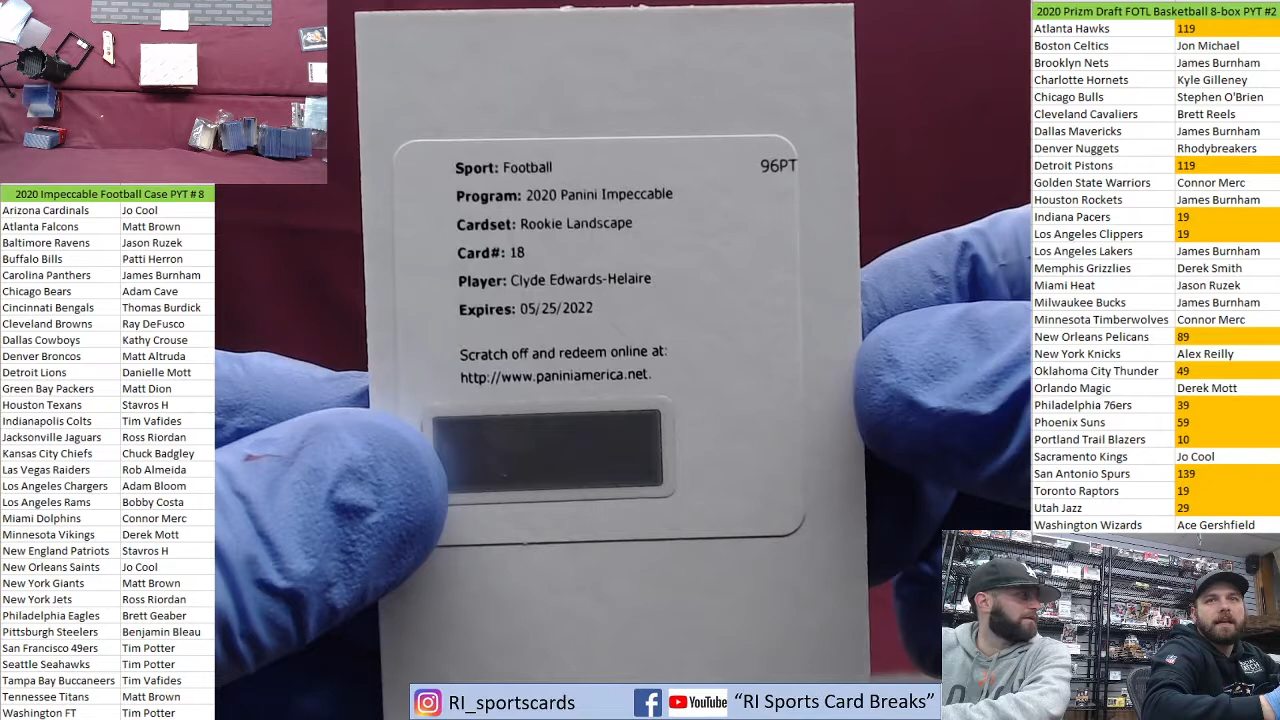 2020 Impeccable Football Case PYT # 8
Arizona Cardinals Jo Cool
Atlanta Falcons Matt Brown
Baltimore Ravens Jason Ruzek
Buffalo Bills Patti Herron
Carolina Panthers James Burnham
Chicago Bears Adam Cave
Cincinnati Bengals Thomas Burdick
Cleveland Browns Ray DeFusco
Dallas Cowboys Kathy Crouse
Denver Broncos Matt Altruda
Detroit Lions Danielle Mott
Green Bay Packers Matt Dion
Houston Texans Stavros H
Indianapolis Colts Tim Vafides
Jacksonville Jaguars Ross Riordan
Kansas City Chiefs Chuck Badgley
Las Vegas Raiders Rob Almeida
Los Angeles Chargers Adam Bloom
Los Angeles Rams Bobby Costa
Miami Dolphins Connor Merc
Minnesota Vikings Derek Mott
New England Patriots Stavros H
New Orleans Saints Jo Cool
New York Giants Matt Brown
New York Jets Ross Riordan
Philadelphia Eagles Brett Geaber
Pittsburgh Steelers Benjamin Bleau
San Francisco 49ers Tim Potter
Seattle Seahawks Tim Potter
Tampa Bay Buccaneers Tim Vafides
Tennessee Titans Matt Brown
Washington FT Tim Potter
Sport: Football 96PT
Program: 2020 Panini Impeccable
Cardset: Rookie Landscape
Card#: 18
Player: Clyde Edwards-Helaire
Expires: 05/25/2022
Scratch off and redeem online at:
http://www.paniniamerica.net.
RI_sportscards YouTube “RI Sports Card Breaks”
2020 Prizm Draft FOTL Basketball 8-box PYT #2
Atlanta Hawks 119
Boston Celtics Jon Michael
Brooklyn Nets James Burnham
Charlotte Hornets Kyle Gilleney
Chicago Bulls Stephen O'Brien
Cleveland Cavaliers Brett Reels
Dallas Mavericks James Burnham
Denver Nuggets Rhodybreakers
Detroit Pistons 119
Golden State Warriors Connor Merc
Houston Rockets James Burnham
Indiana Pacers 19
Los Angeles Clippers 19
Los Angeles Lakers James Burnham
Memphis Grizzlies Derek Smith
Miami Heat Jason Ruzek
Milwaukee Bucks James Burnham
Minnesota Timberwolves Connor Merc
New Orleans Pelicans 89
New York Knicks Alex Reilly
Oklahoma City Thunder 49
Orlando Magic Derek Mott
Philadelphia 76ers 39
Phoenix Suns 59
Portland Trail Blazers 10
Sacramento Kings Jo Cool
San Antonio Spurs 139
Toronto Raptors 19
Utah Jazz 29
Washington Wizards Ace Gershfield